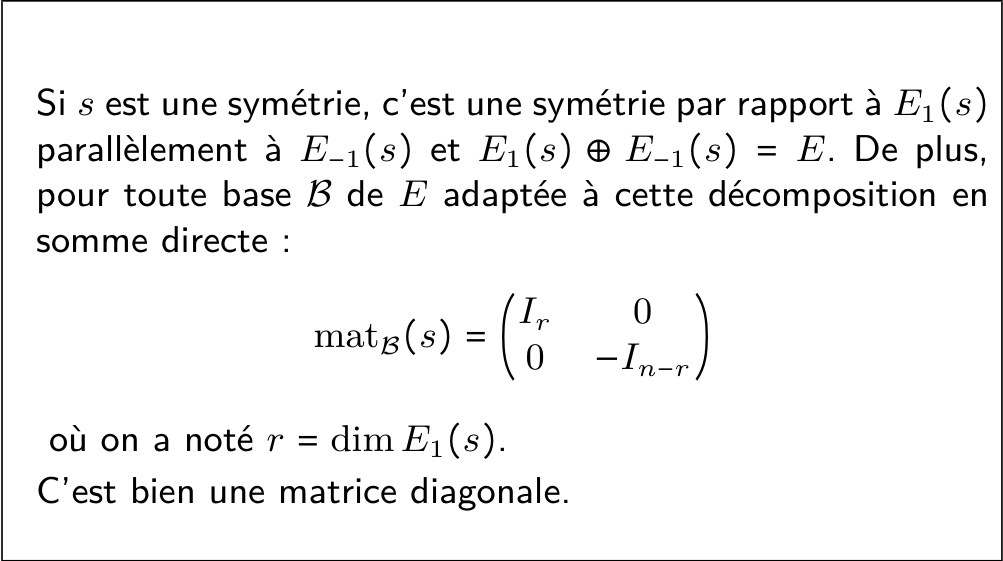 Si $s$ est une symétrie, c'est une symétrie par rapport à $E_1(s)$
parallèlement à $E_{-1}(s)$ et $E_1(s) \oplus E_{-1}(s) = E$. De plus,
pour toute base $\mathcal{B}$ de $E$ adaptée à cette décomposition en
somme directe :
$\mathrm{mat}_{\mathcal{B}}(s) = \begin{pmatrix} I_r & 0 \\ 0 & -I_{n-r} \end{pmatrix}$
où on a noté $r = \dim E_1(s)$.
C'est bien une matrice diagonale.